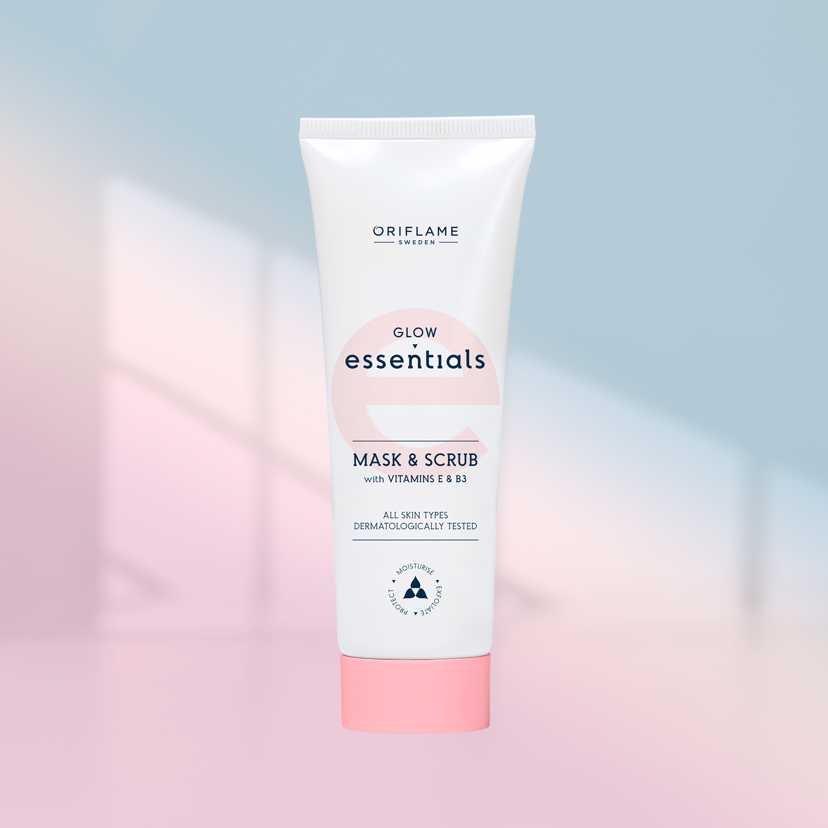 ORIFLAME
SWEDEN
GLOW
essentials
MASK & SCRUB
with VITAMINS E & B3
ALL SKIN TYPES
DERMATOLOGICALLY TESTED
MOISTURISE
EXFOLIATE
PROTECT